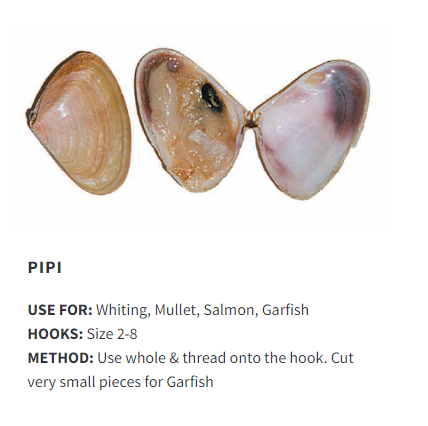 PIPI
USE FOR: Whiting, Mullet, Salmon, Garfish
HOOKS: Size 2-8
METHOD: Use whole & thread onto the hook. Cut
very small pieces for Garfish